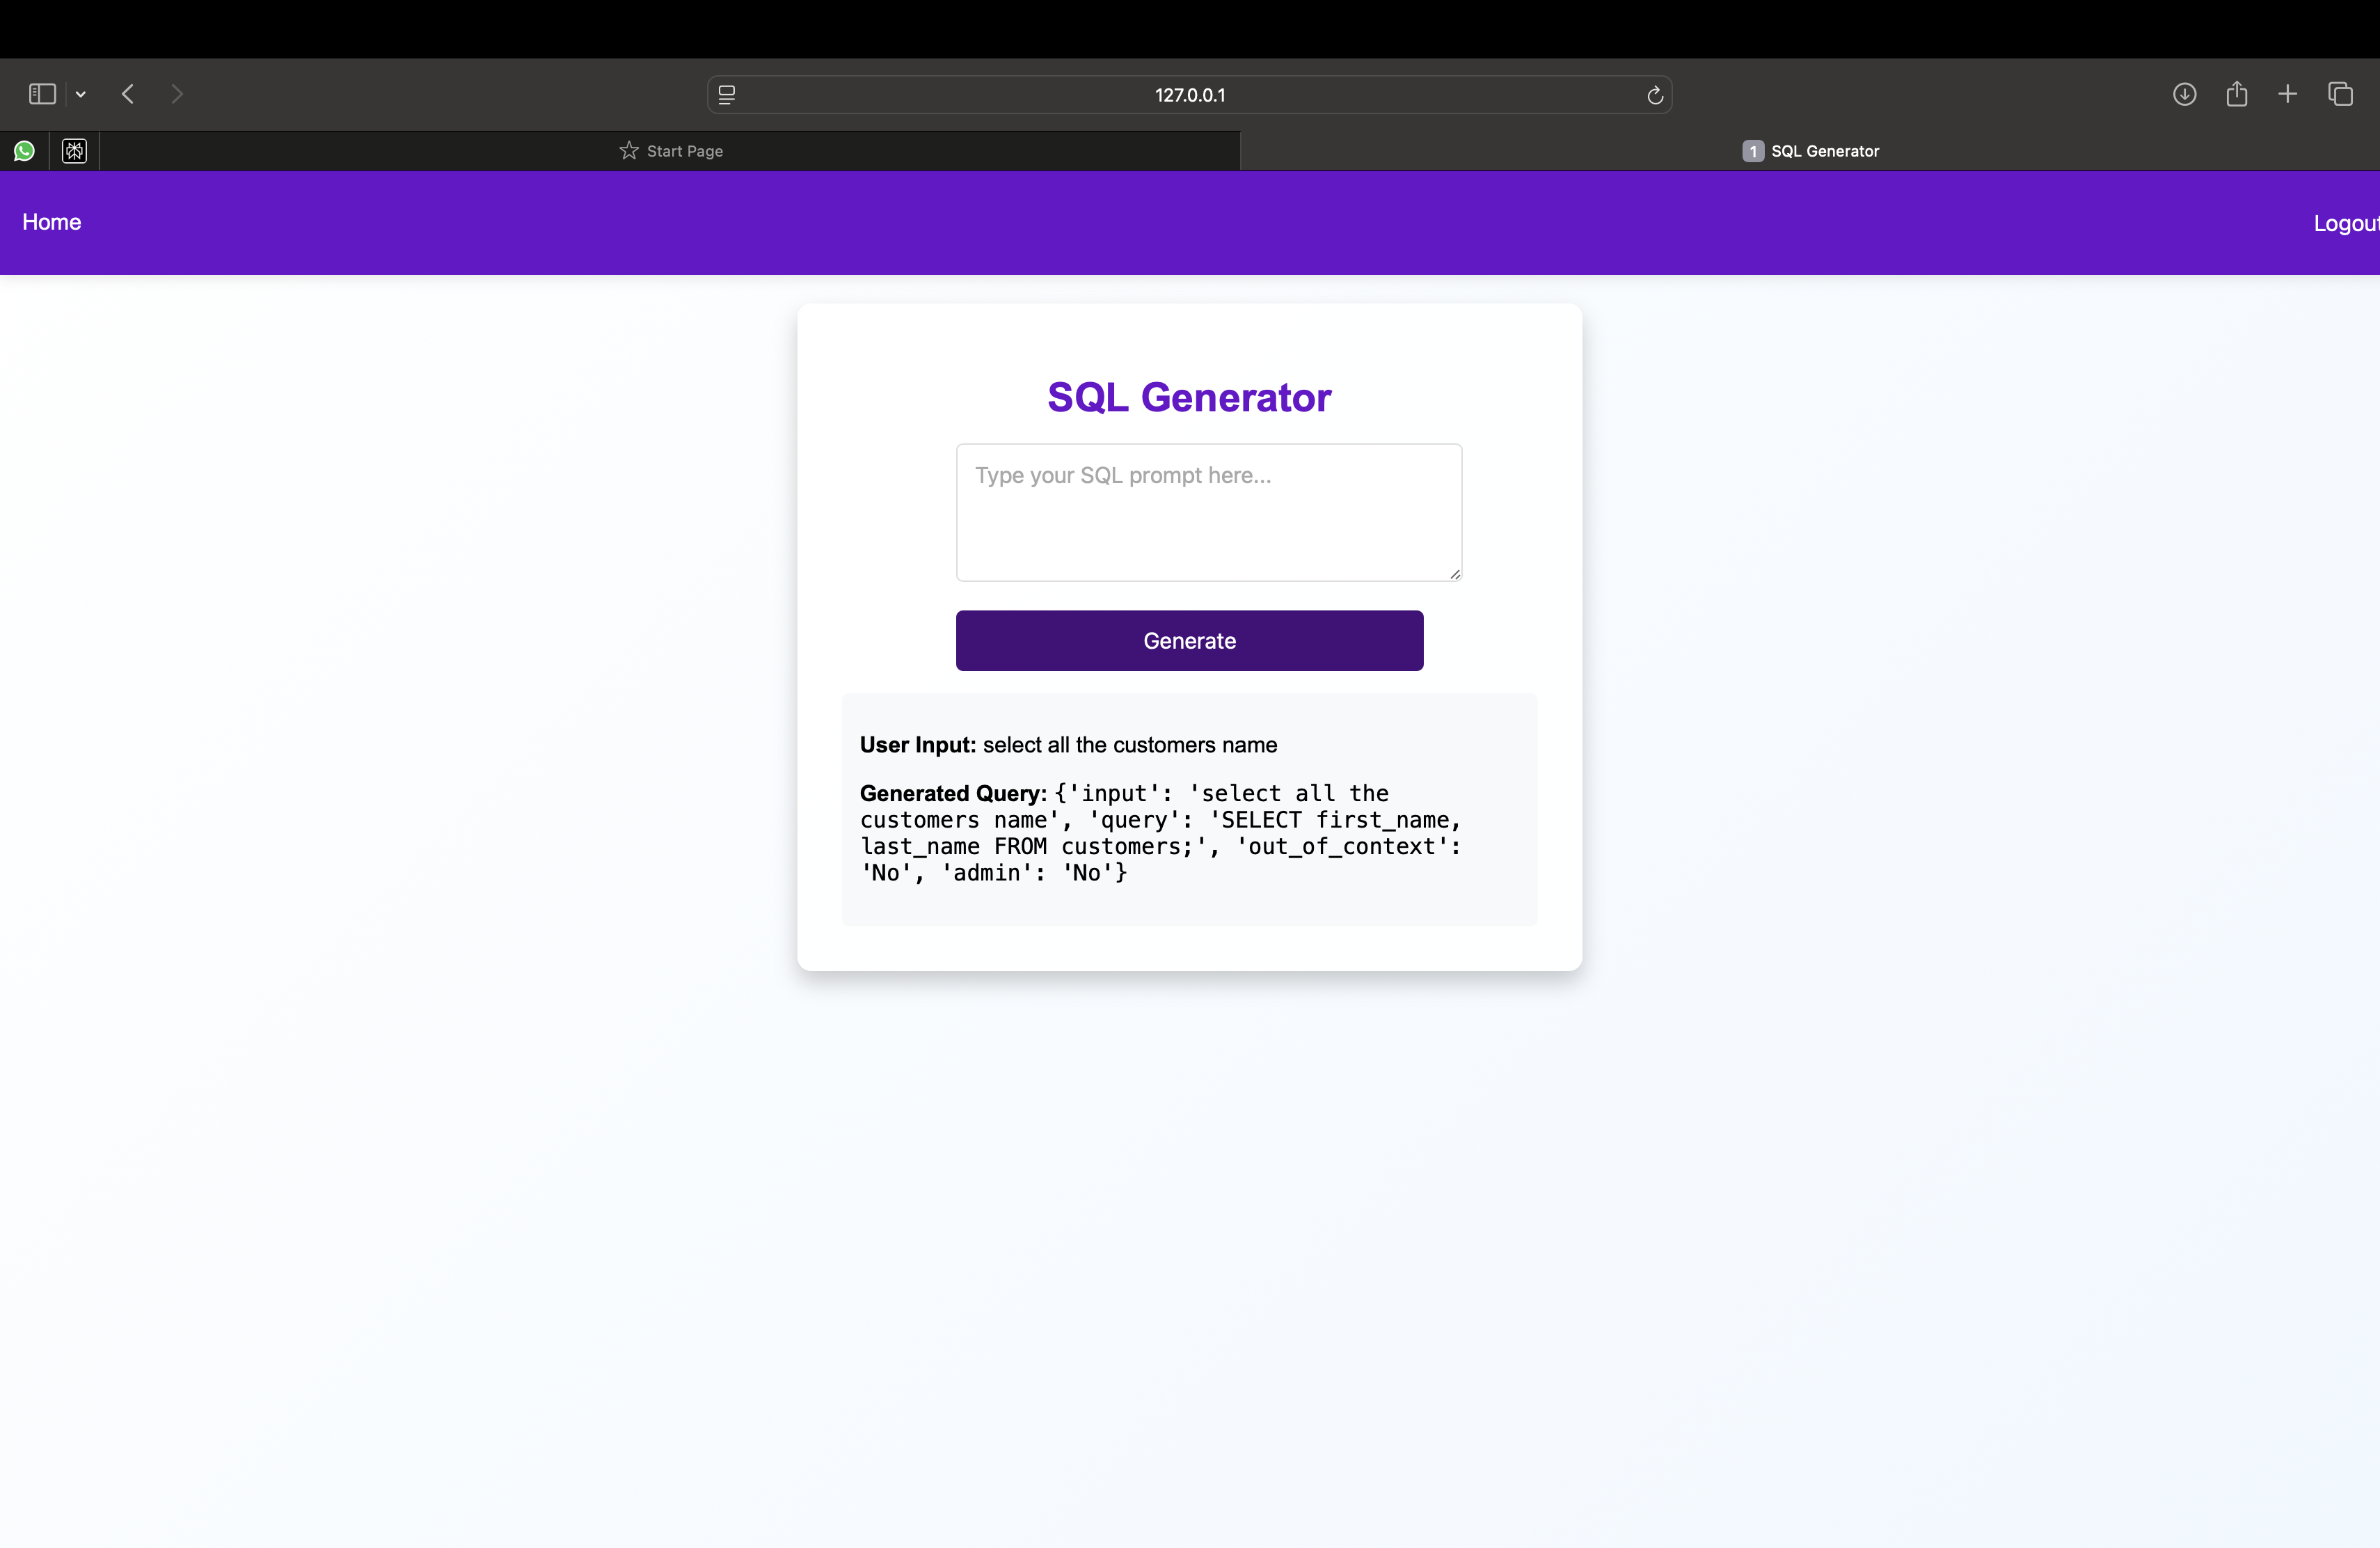 127.0.0.1
Start Page
1 SQL Generator
Home
Logout
SQL Generator
Type your SQL prompt here...
Generate
User Input: select all the customers name
Generated Query: {'input': 'select all the
customers name', 'query': 'SELECT first_name,
last_name FROM customers;', 'out_of_context':
'No', 'admin': 'No'}